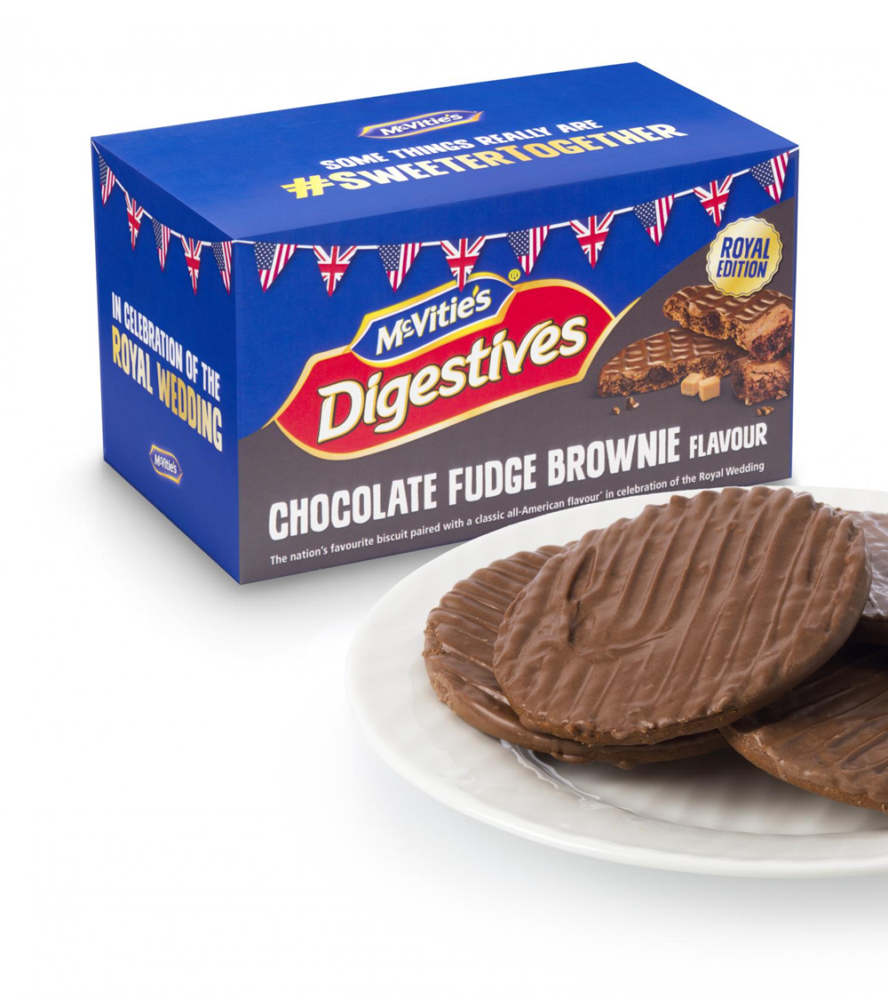 McVitie's
SOME THINGS REALLY ARE
#SWEETERTOGETHER
IN CELEBRATION OF THE
ROYAL WEDDING
McVitie's
ROYAL
EDITION
McVitie's®
Digestives
CHOCOLATE FUDGE BROWNIE FLAVOUR
The nation's favourite biscuit paired with a classic all-American flavour* in celebration of the Royal Wedding